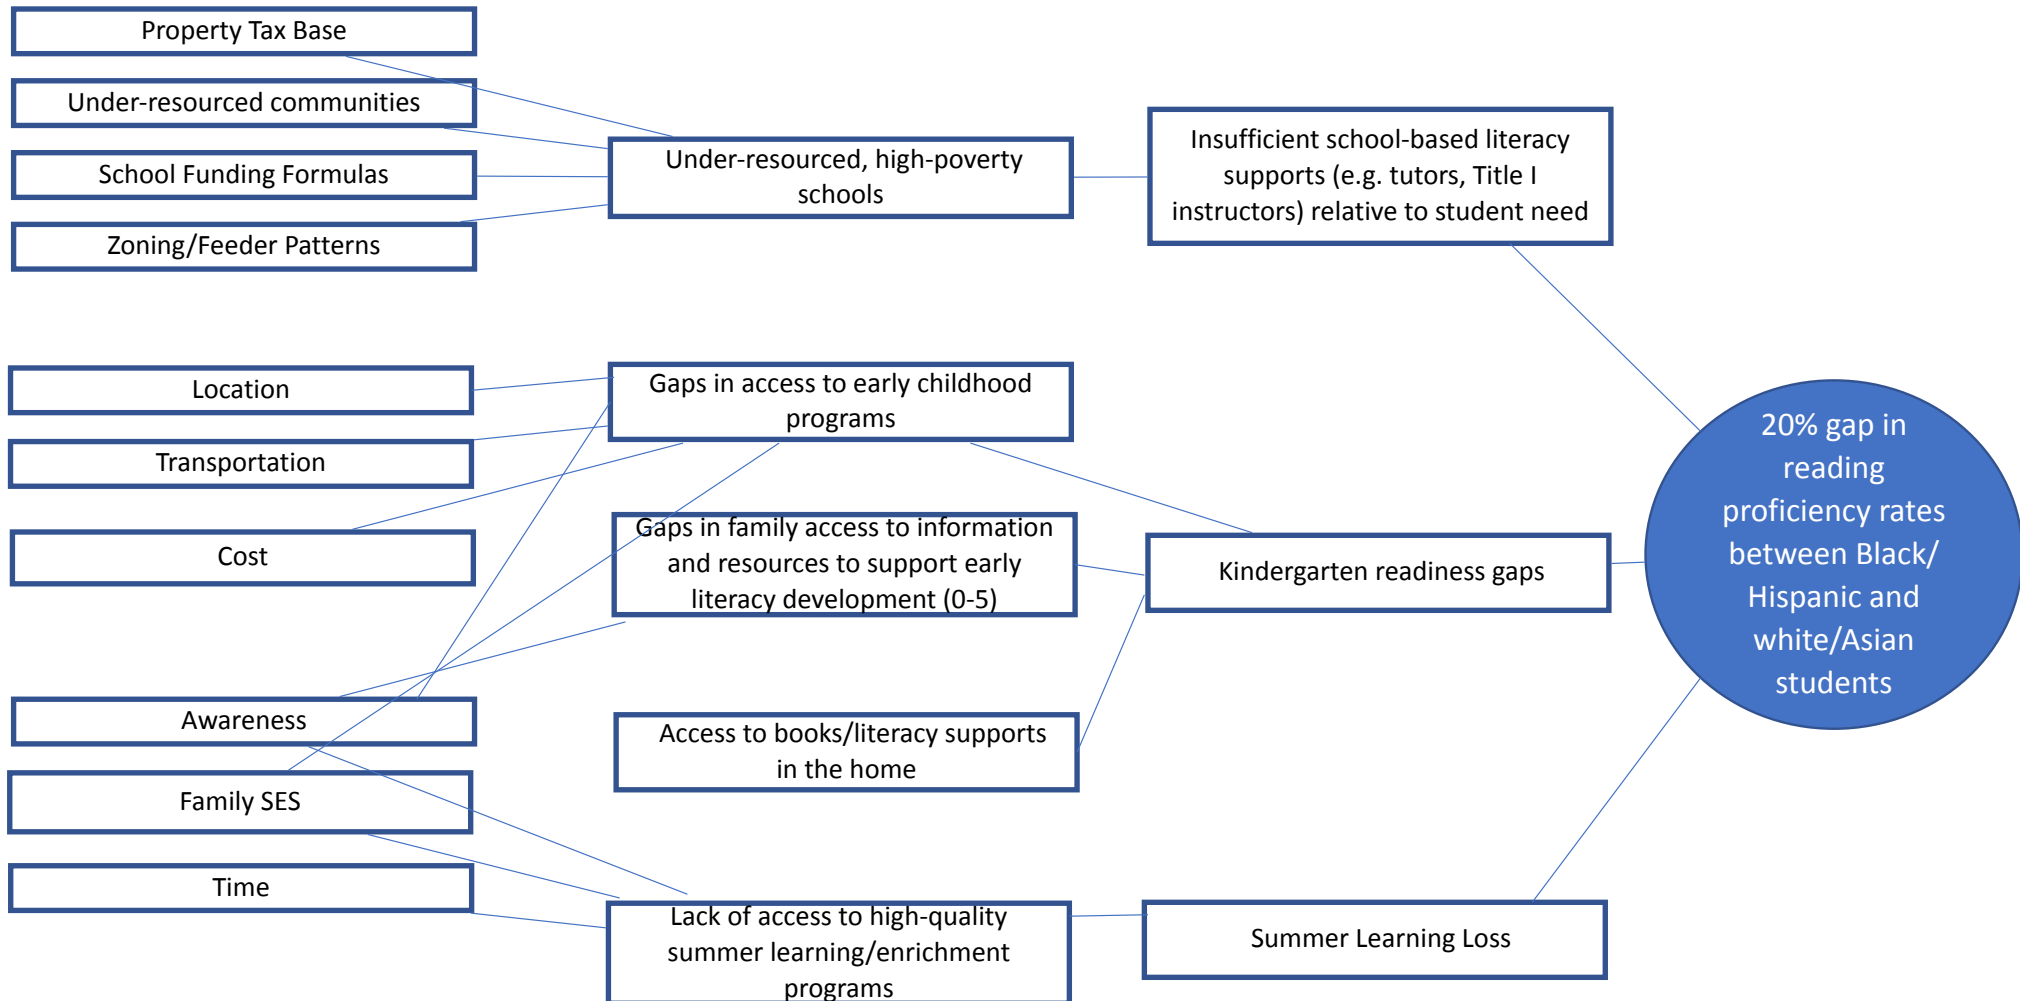 Property Tax Base
Under-resourced communities
School Funding Formulas
Zoning/Feeder Patterns
Location
Transportation
Cost
Awareness
Family SES
Time
Under-resourced, high-poverty
schools
Gaps in access to early childhood
programs
Gaps in family access to information
and resources to support early
literacy development (0-5)
Access to books/literacy supports
in the home
Lack of access to high-quality
summer learning/enrichment
programs
Insufficient school-based literacy
supports (e.g. tutors, Title I
instructors) relative to student need
Kindergarten readiness gaps
Summer Learning Loss
20% gap in
reading
proficiency rates
between Black/
Hispanic and
white/Asian
students